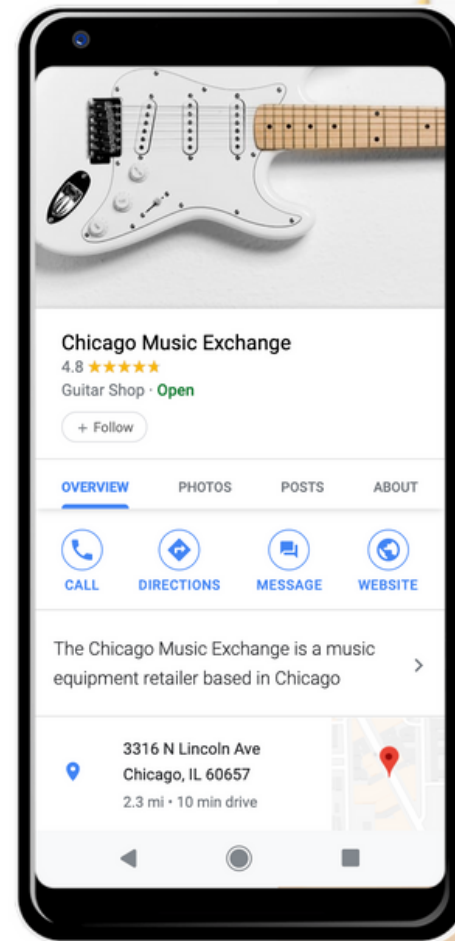 Chicago Music Exchange
4.8
Guitar Shop · Open
+ Follow
OVERVIEW PHOTOS POSTS ABOUT
CALL DIRECTIONS MESSAGE WEBSITE
The Chicago Music Exchange is a music
equipment retailer based in Chicago
3316 N Lincoln Ave
Chicago, IL 60657
2.3 mi • 10 min drive